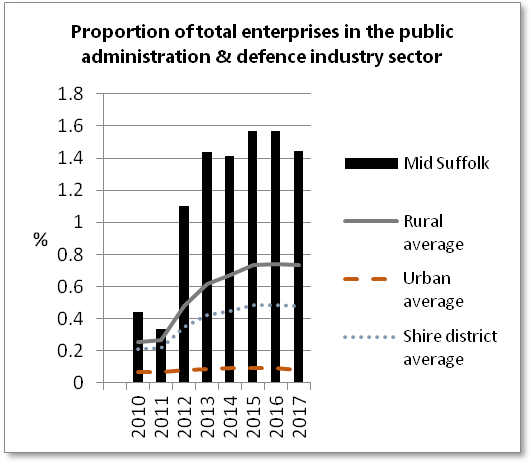 Proportion of total enterprises in the public
administration & defence industry sector
1.8
1.6
1.4
1.2
1
0.8
0.6
0.4
0.2
0
%
2010
2011
2012
2013
2014
2015
2016
2017
Mid Suffolk
Rural
average
Urban
average
Shire district
average